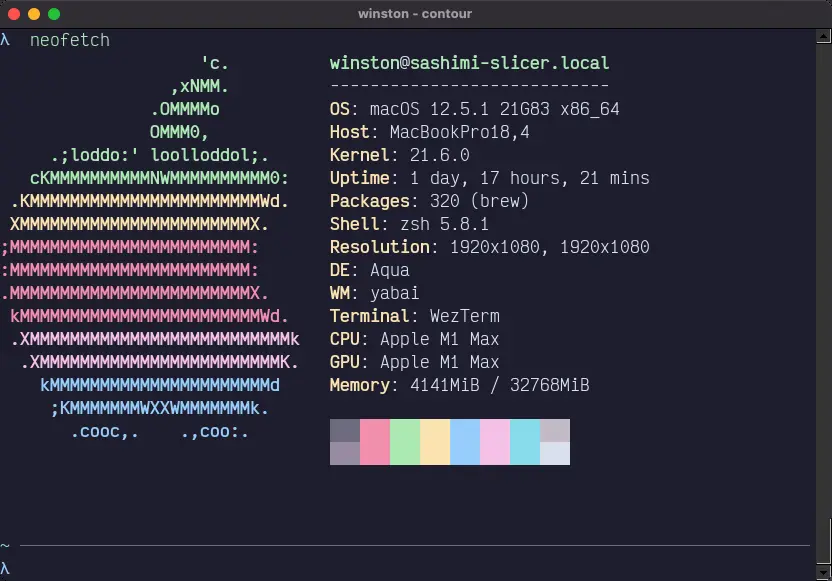 winston - contour
λ neofetch
'c. winston@sashimi-slicer.local
,xNMM. ----------------------------
.OMMMMo OS: macOS 12.5.1 21G83 x86_64
OMMM0, Host: MacBookPro18,4
.;loddo:' loolloddol;. Kernel: 21.6.0
cKMMMMMMMMMMNWMMMMMMMMMM0: Uptime: 1 day, 17 hours, 21 mins
.KMMMMMMMMMMMMMMMMMMMMMMMWd. Packages: 320 (brew)
XMMMMMMMMMMMMMMMMMMMMMMMX. Shell: zsh 5.8.1
;MMMMMMMMMMMMMMMMMMMMMMMM: Resolution: 1920x1080, 1920x1080
:MMMMMMMMMMMMMMMMMMMMMMMM: DE: Aqua
.MMMMMMMMMMMMMMMMMMMMMMMMX. WM: yabai
kMMMMMMMMMMMMMMMMMMMMMMMMWd. Terminal: WezTerm
.XMMMMMMMMMMMMMMMMMMMMMMMMMMk CPU: Apple M1 Max
.XMMMMMMMMMMMMMMMMMMMMMMMMK. GPU: Apple M1 Max
kMMMMMMMMMMMMMMMMMMMMMMd Memory: 4141MiB / 32768MiB
;KMMMMMMMWXXWMMMMMMMk.
.cooc,. .,coo:.
~
λ